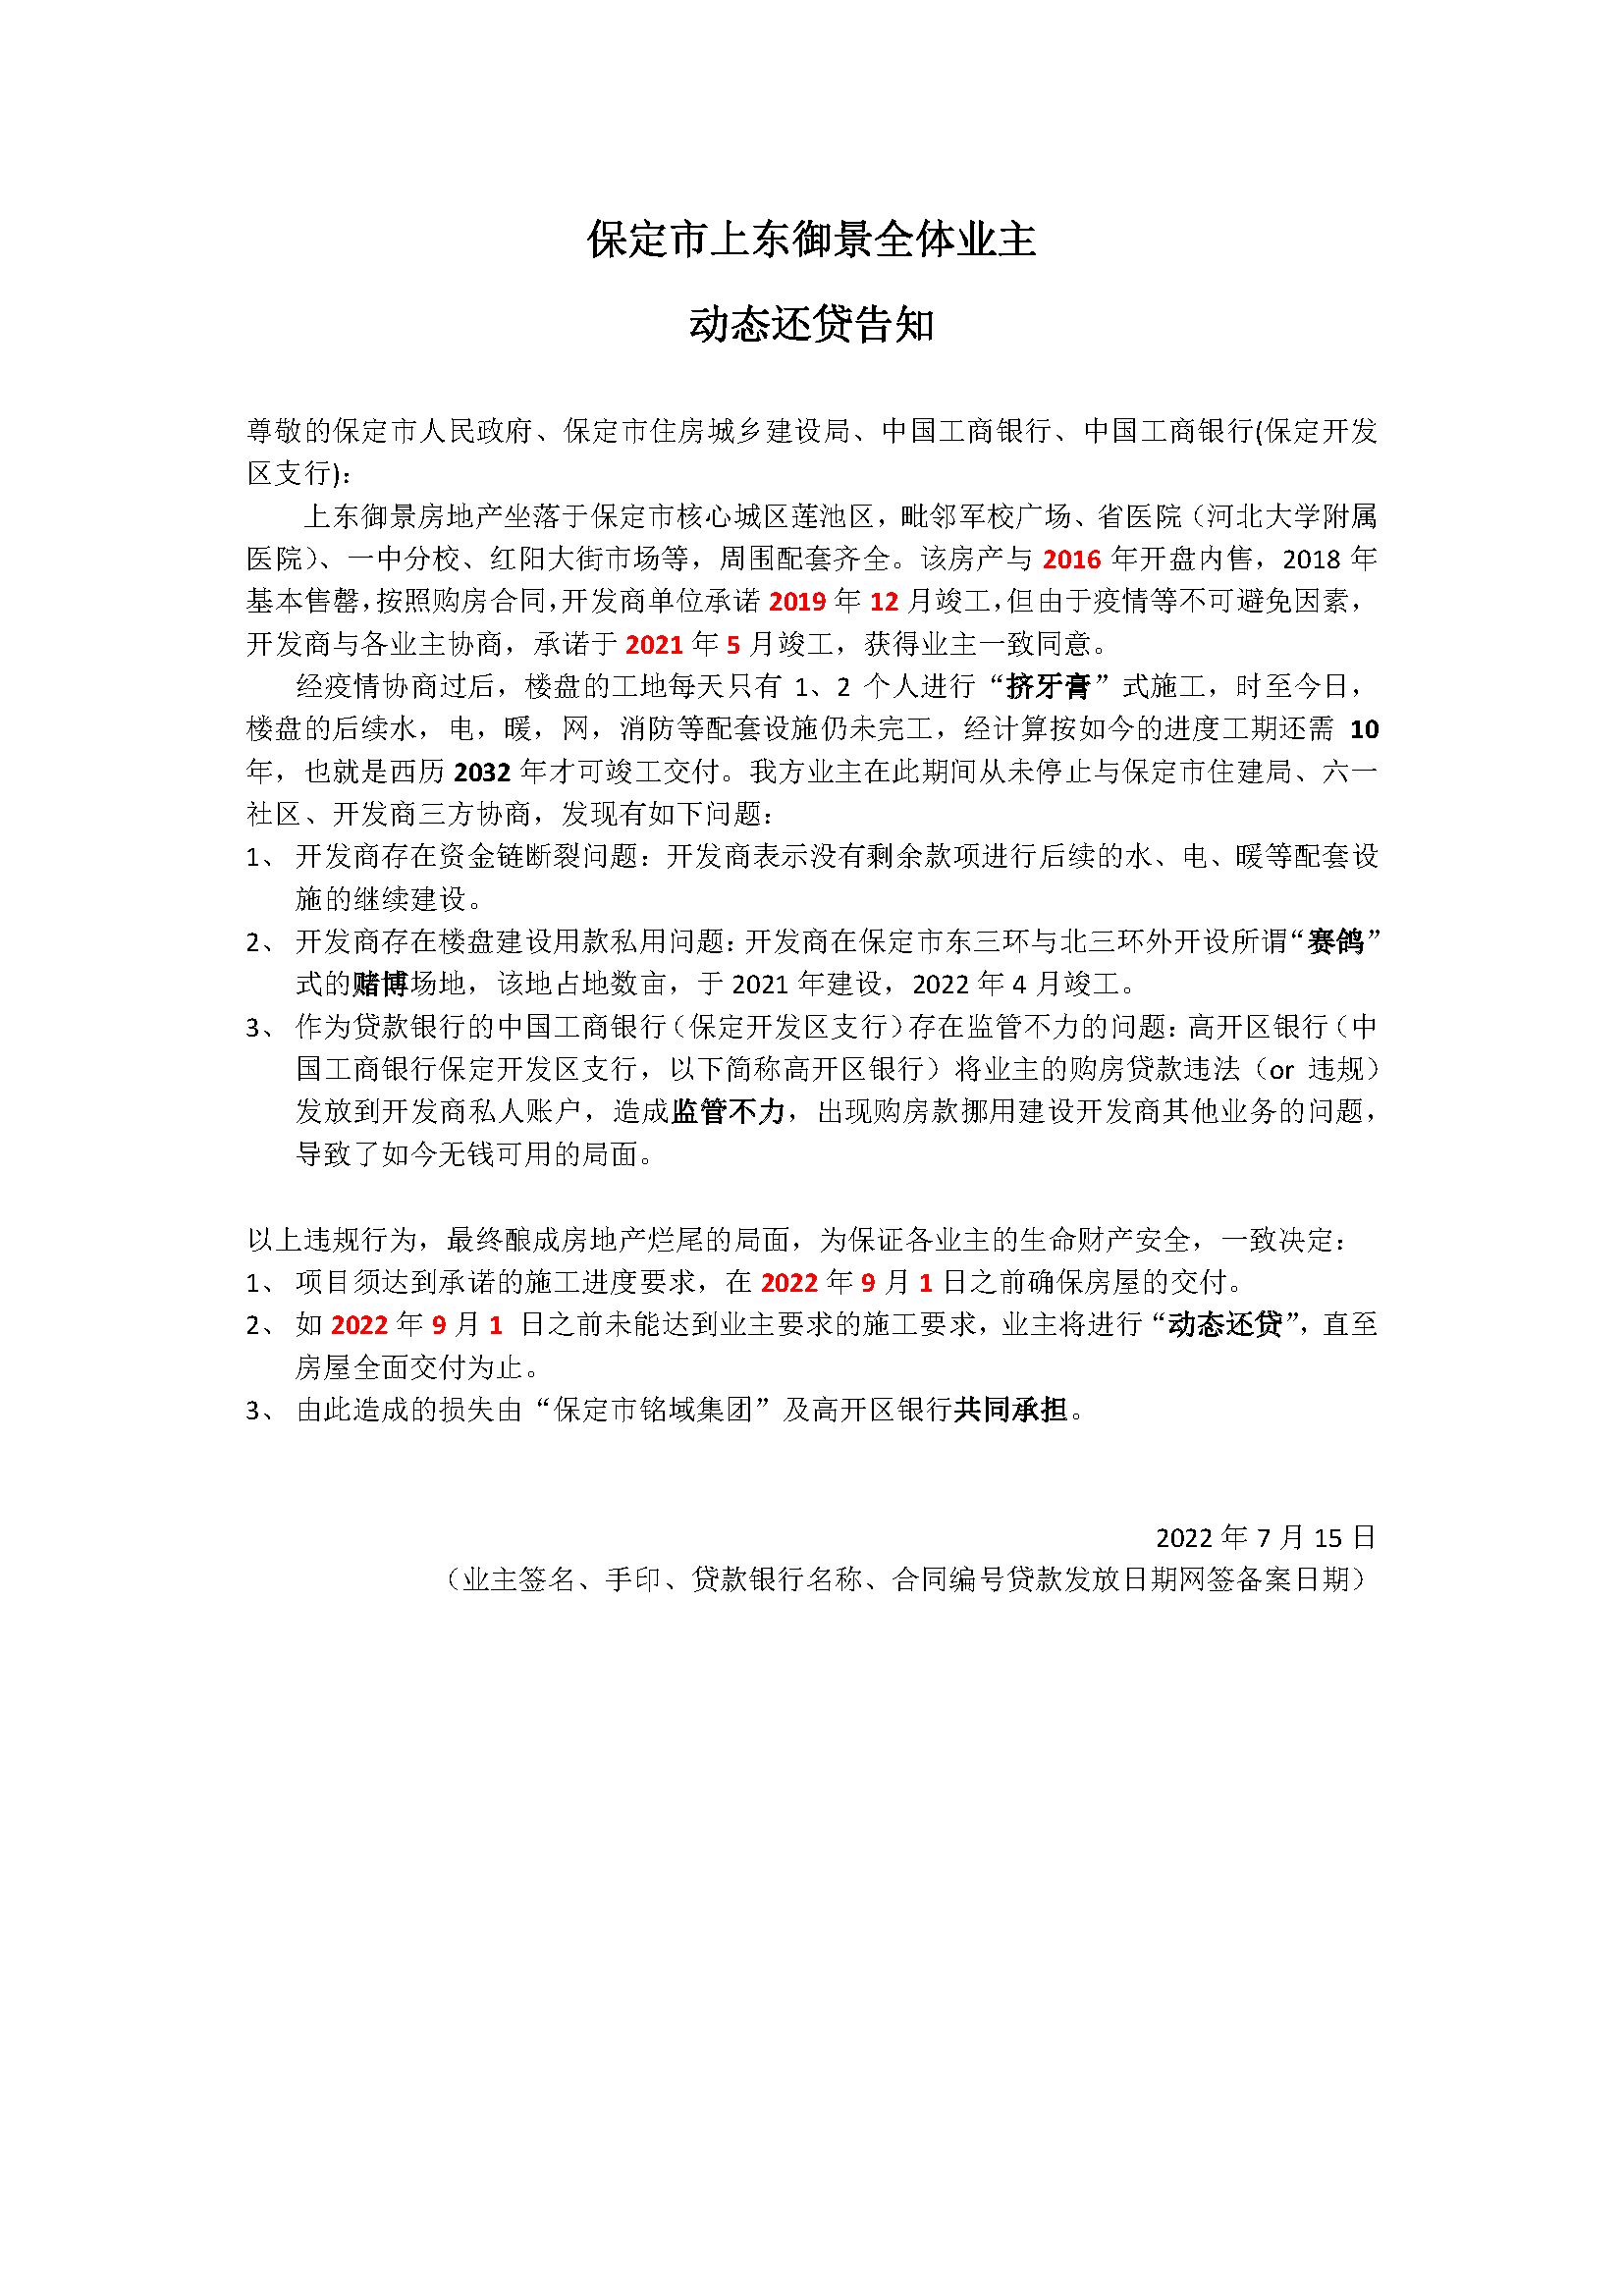 保定市上东御景全体业主
动态还贷告知
尊敬的保定市人民政府、保定市住房城乡建设局、中国工商银行、中国工商银行(保定开发
区支行)：
上东御景房地产坐落于保定市核心城区莲池区，毗邻军校广场、省医院（河北大学附属
医院）、一中分校、红阳大街市场等，周围配套齐全。该房产与 2016 年开盘内售，2018 年
基本售罄，按照购房合同，开发商单位承诺 2019 年 12 月竣工，但由于疫情等不可避免因素，
开发商与各业主协商，承诺于 2021 年 5 月竣工，获得业主一致同意。
经疫情协商过后，楼盘的工地每天只有 1、2 个人进行“挤牙膏”式施工，时至今日，
楼盘的后续水，电，暖，网，消防等配套设施仍未完工，经计算按如今的进度工期还需 10
年，也就是西历 2032 年才可竣工交付。我方业主在此期间从未停止与保定市住建局、六一
社区、开发商三方协商，发现有如下问题：
1、 开发商存在资金链断裂问题：开发商表示没有剩余款项进行后续的水、电、暖等配套设
施的继续建设。
2、 开发商存在楼盘建设用款私用问题：开发商在保定市东三环与北三环外开设所谓“赛鸽”
式的赌博场地，该地占地数亩，于 2021 年建设，2022 年 4 月竣工。
3、 作为贷款银行的中国工商银行（保定开发区支行）存在监管不力的问题：高开区银行（中
国工商银行保定开发区支行，以下简称高开区银行）将业主的购房贷款违法（or 违规）
发放到开发商私人账户，造成监管不力，出现购房款挪用建设开发商其他业务的问题，
导致了如今无钱可用的局面。
以上违规行为，最终酿成房地产烂尾的局面，为保证各业主的生命财产安全，一致决定：
1、 项目须达到承诺的施工进度要求，在 2022 年 9 月 1 日之前确保房屋的交付。
2、 如 2022 年 9 月 1 日之前未能达到业主要求的施工要求，业主将进行“动态还贷”，直至
房屋全面交付为止。
3、 由此造成的损失由“保定市铭域集团”及高开区银行共同承担。
2022 年 7 月 15 日
（业主签名、手印、贷款银行名称、合同编号贷款发放日期网签备案日期）